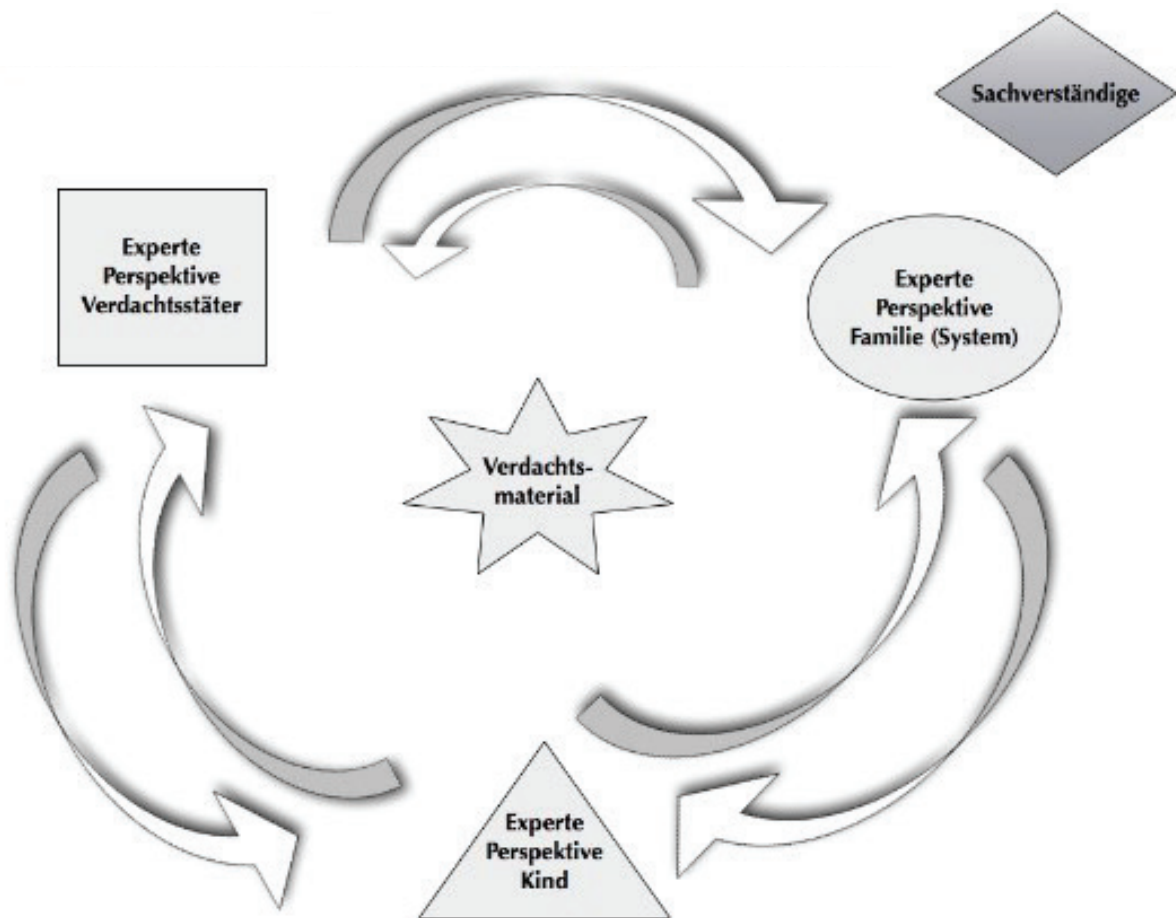 Sachverständige
Experte
Perspektive
Verdachtsstäter
Experte
Perspektive
Familie (System)
Verdachts-
material
Experte
Perspektive
Kind